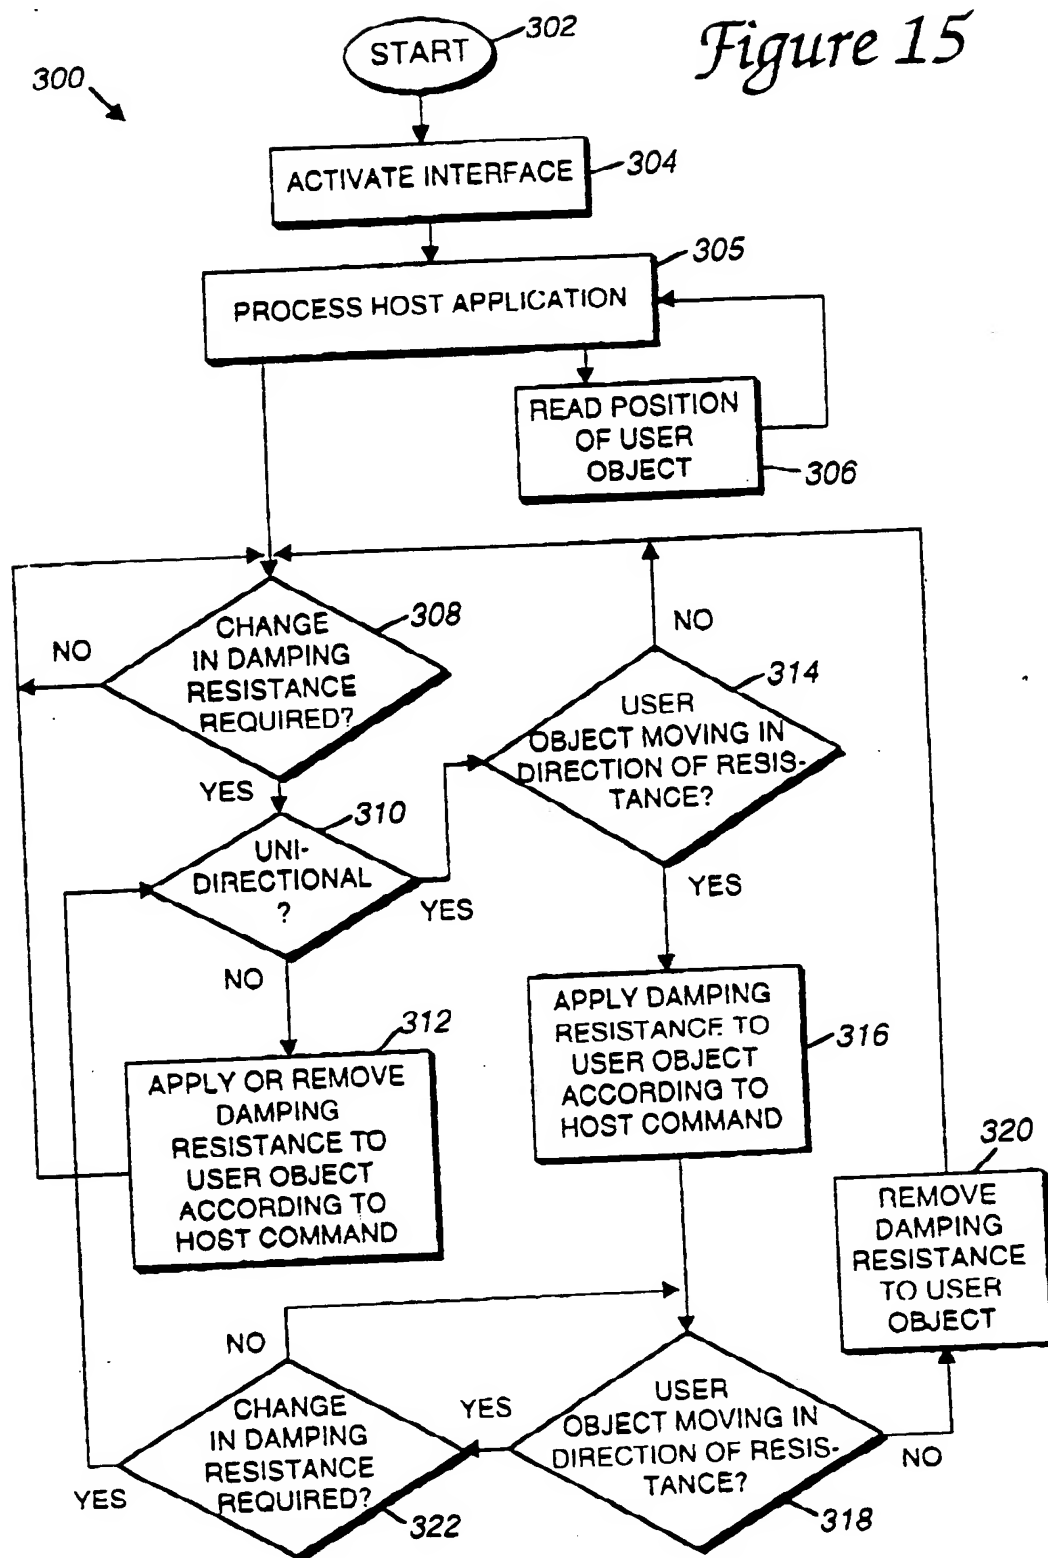 Figure 15
300
START
302
ACTIVATE INTERFACE
304
PROCESS HOST APPLICATION
305
READ POSITION
OF USER
OBJECT
306
CHANGE
IN DAMPING
RESISTANCE
REQUIRED?
308
NO
YES
UNI-
DIRECTIONAL
?
310
YES
NO
NO
USER
OBJECT MOVING IN
DIRECTION OF RESIS-
TANCE?
314
YES
APPLY OR REMOVE
DAMPING
RESISTANCE TO
USER OBJECT
ACCORDING TO
HOST COMMAND
312
APPLY DAMPING
RESISTANCE TO
USER OBJECT
ACCORDING TO
HOST COMMAND
316
REMOVE
DAMPING
RESISTANCE
TO USER
OBJECT
320
NO
CHANGE
IN DAMPING
RESISTANCE
REQUIRED?
322
YES
YES
USER
OBJECT MOVING IN
DIRECTION OF RESIS-
TANCE?
318
NO